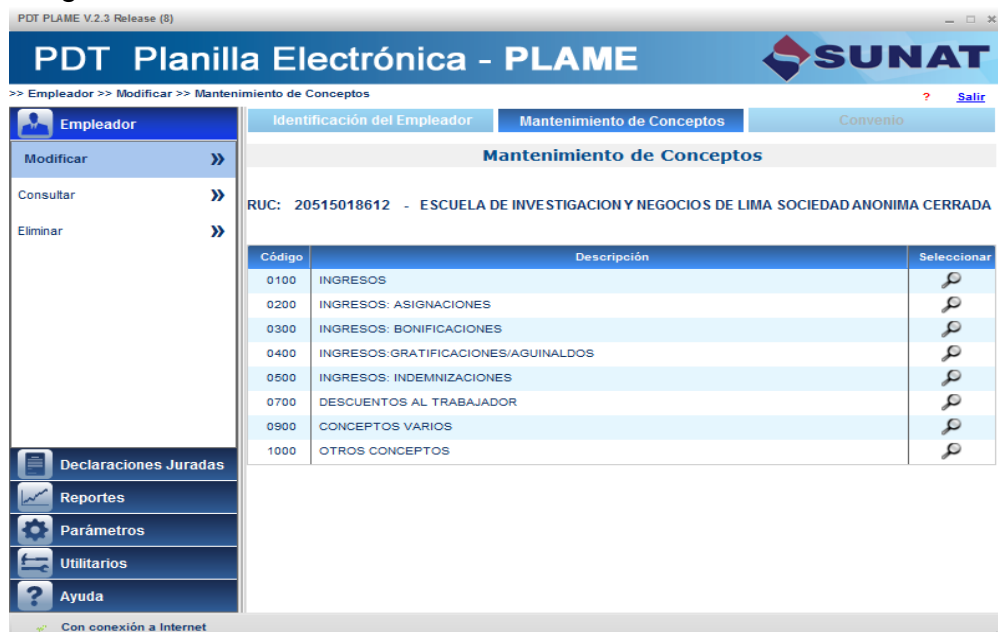 PDT PLAME V.2.3 Release (8)
PDT Planilla Electrónica - PLAME
SUNAT
>> Empleador >> Modificar >> Mantenimiento de Conceptos
? Salir
Empleador
Identificación del Empleador Mantenimiento de Conceptos Convenio
Modificar »
Mantenimiento de Conceptos
Consultar »
RUC: 20515018612 - ESCUELA DE INVESTIGACION Y NEGOCIOS DE LIMA SOCIEDAD ANONIMA CERRADA
Eliminar »
Código Descripción Seleccionar
0100 INGRESOS
0200 INGRESOS: ASIGNACIONES
0300 INGRESOS: BONIFICACIONES
0400 INGRESOS:GRATIFICACIONES/AGUINALDOS
0500 INGRESOS: INDEMNIZACIONES
0700 DESCUENTOS AL TRABAJADOR
0900 CONCEPTOS VARIOS
1000 OTROS CONCEPTOS
Declaraciones Juradas
Reportes
Parámetros
Utilitarios
? Ayuda
Con conexión a Internet